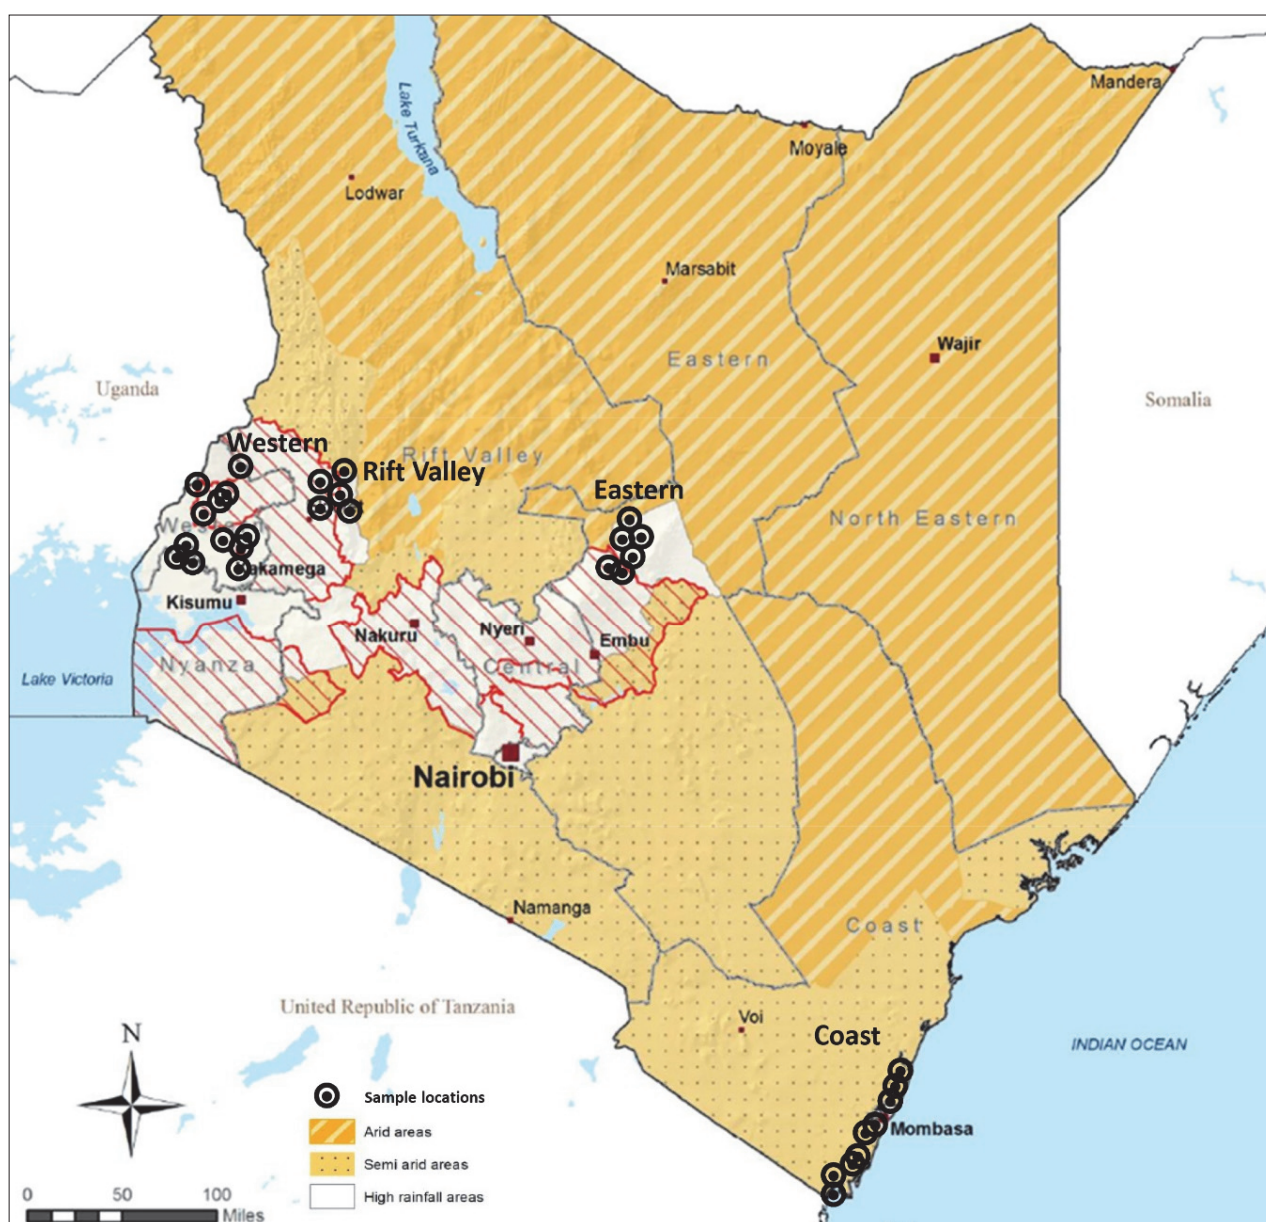 Mandera
Moyale
Lake Turkana
Lodwar
Marsabit
Wajir
Eastern
Uganda
Somalia
Western
Rift Valley
Rift Valley
Eastern
North Eastern
Western
Kakamega
Kisumu
Nakuru
Nyeri
Embu
Nyanza
Central
Lake Victoria
Nairobi
Namanga
Coast
United Republic of Tanzania
Voi
Coast
INDIAN OCEAN
N
Mombasa
Sample locations
Arid areas
Semi arid areas
High rainfall areas
0 50 100
Miles